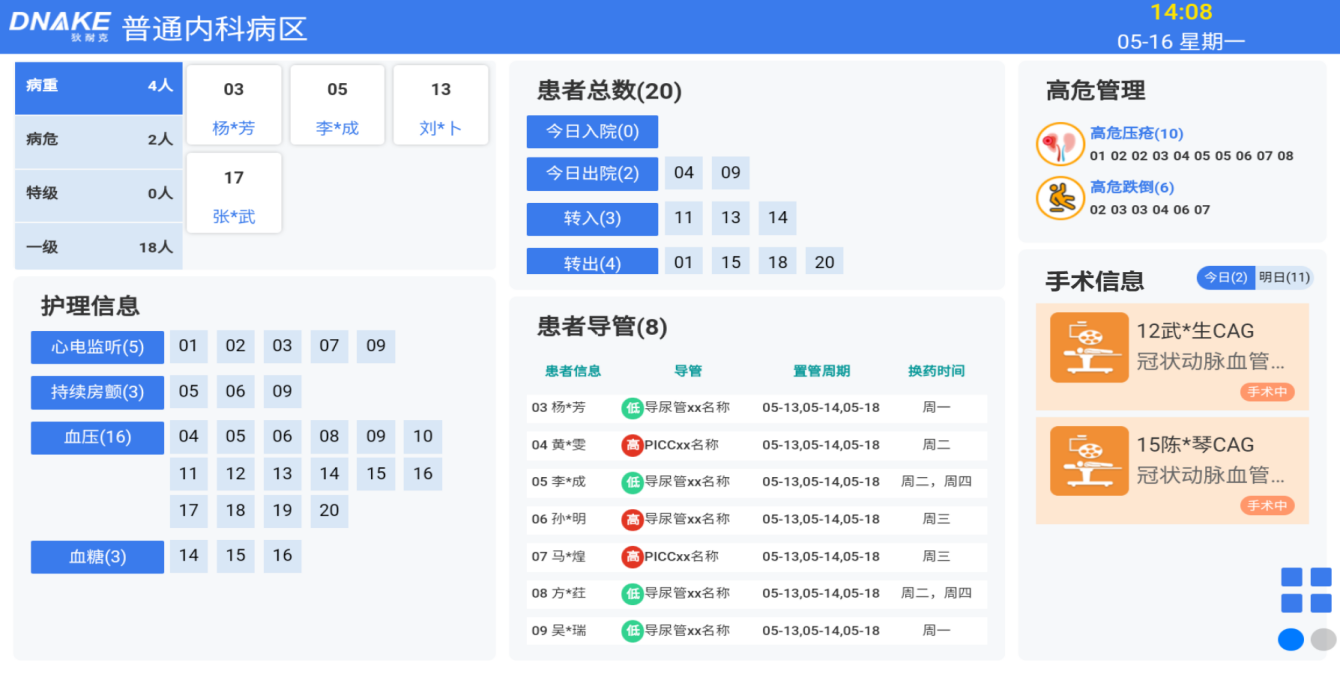 DNAKE
狄耐克
普通内科病区
14:08
05-16 星期一
病重 4人
病危 2人
特级 0人
一级 18人
03
杨*芳
05
李*成
13
刘*卜
17
张*武
护理信息
心电监听(5) 01 02 03 07 09
持续房颤(3) 05 06 09
血压(16) 04 05 06 08 09 10
11 12 13 14 15 16
17 18 19 20
血糖(3) 14 15 16
患者总数(20)
今日入院(0)
今日出院(2) 04 09
转入(3) 11 13 14
转出(4) 01 15 18 20
患者导管(8)
患者信息 导管 置管周期 换药时间
03 杨*芳 低 导尿管xx名称 05-13,05-14,05-18 周一
04 黄*雯 高 PICCxx名称 05-13,05-14,05-18 周二
05 李*成 低 导尿管xx名称 05-13,05-14,05-18 周二，周四
06 孙*明 高 导尿管xx名称 05-13,05-14,05-18 周三
07 马*煌 高 PICCxx名称 05-13,05-14,05-18 周三
08 方*荭 低 导尿管xx名称 05-13,05-14,05-18 周二，周四
09 吴*瑞 低 导尿管xx名称 05-13,05-14,05-18 周一
高危管理
高危压疮(10)
01 02 02 03 04 05 05 06 07 08
高危跌倒(6)
02 03 03 04 06 07
手术信息 今日(2) 明日(11)
12武*生CAG
冠状动脉血管...
手术中
15陈*琴CAG
冠状动脉血管...
手术中